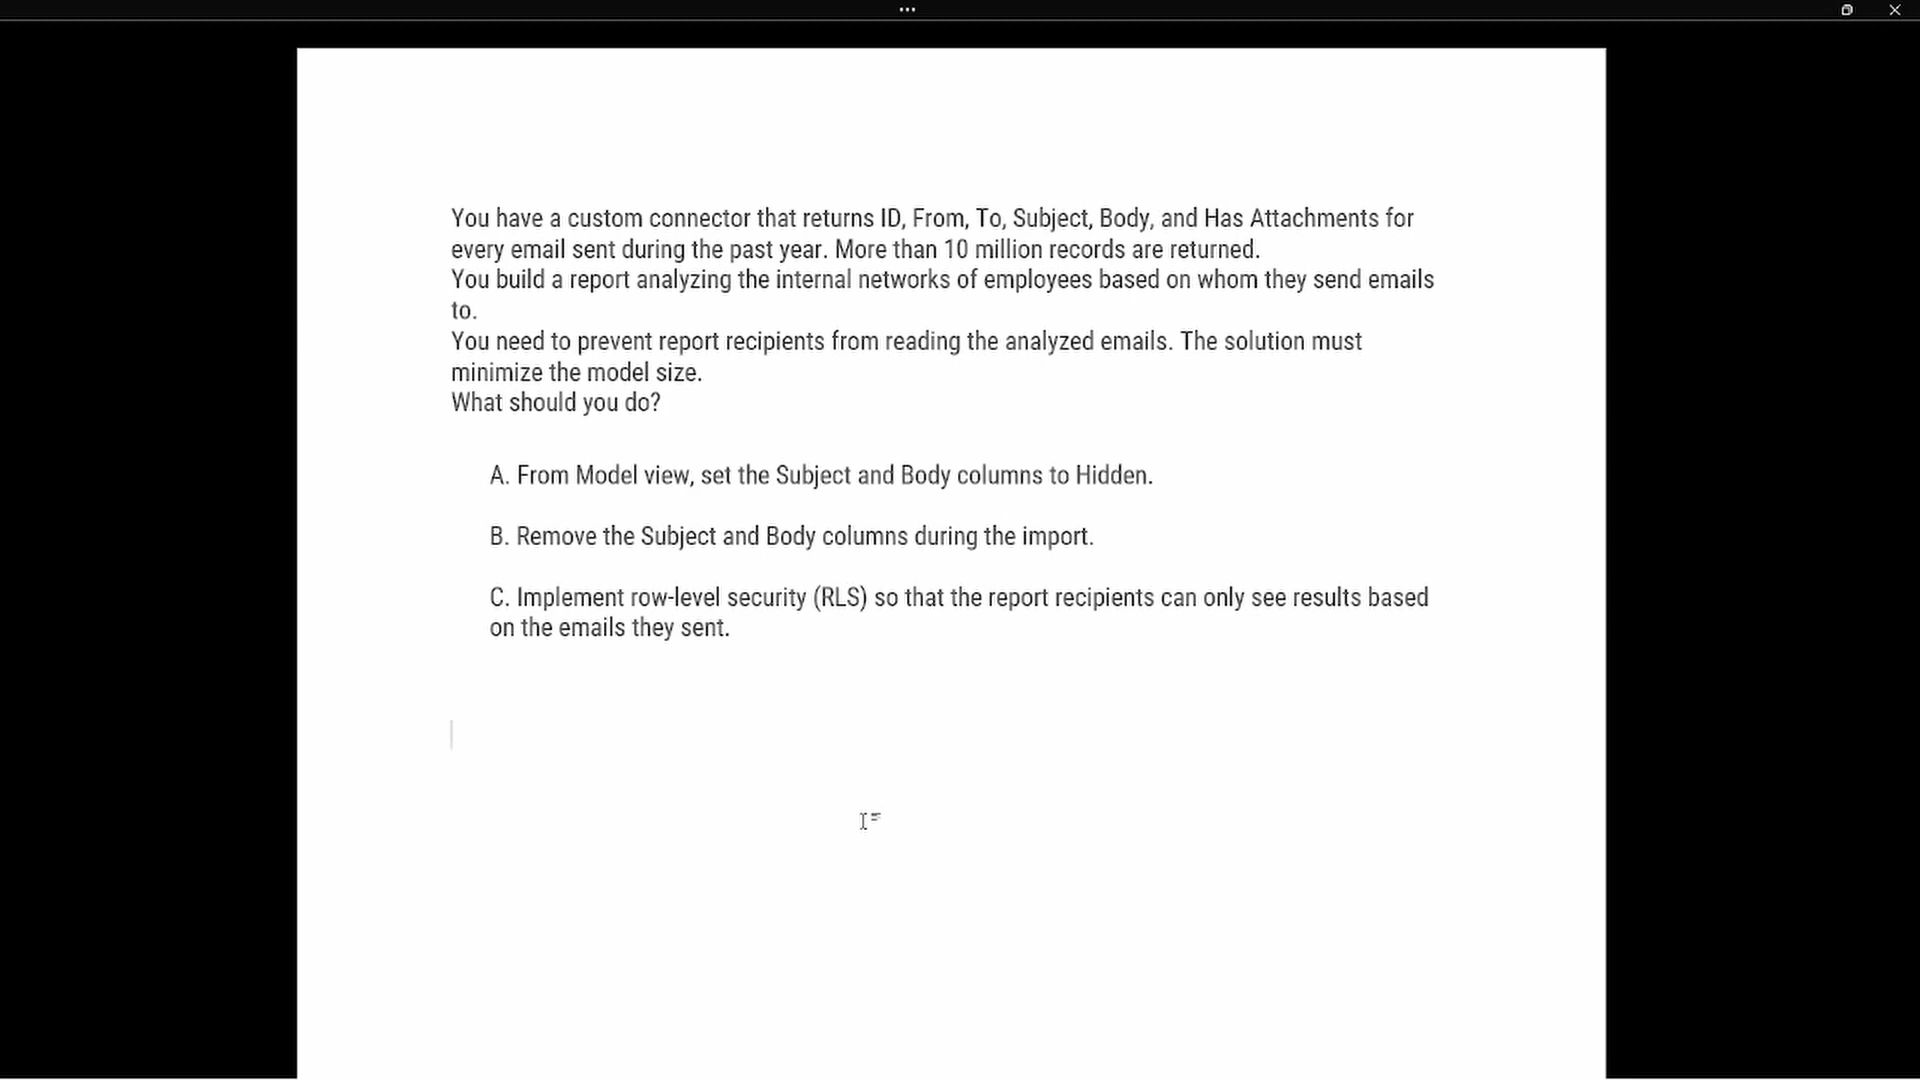 You have a custom connector that returns ID, From, To, Subject, Body, and Has Attachments for
every email sent during the past year. More than 10 million records are returned.
You build a report analyzing the internal networks of employees based on whom they send emails
to.
You need to prevent report recipients from reading the analyzed emails. The solution must
minimize the model size.
What should you do?
A. From Model view, set the Subject and Body columns to Hidden.
B. Remove the Subject and Body columns during the import.
C. Implement row-level security (RLS) so that the report recipients can only see results based
on the emails they sent.